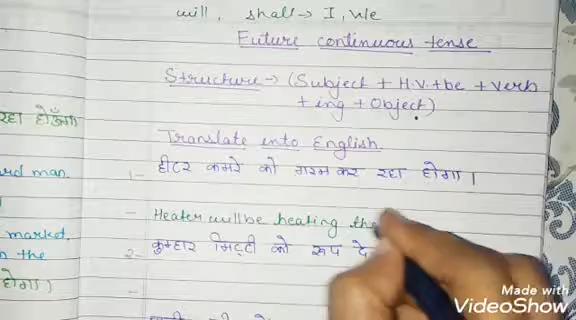 will, shall → I, We
Future continuous tense
Structure → (Subject + H.V. + be + verb
+ ing + Object)
Translate into English.
1- हीटर कमरे को गरम कर रहा होगा।
- Heater will be heating the
2- कुम्हार मिट्टी को रूप दे
-
रहा होऊँगा)
man.
market.
the
होगा)
Made with
VideoShow